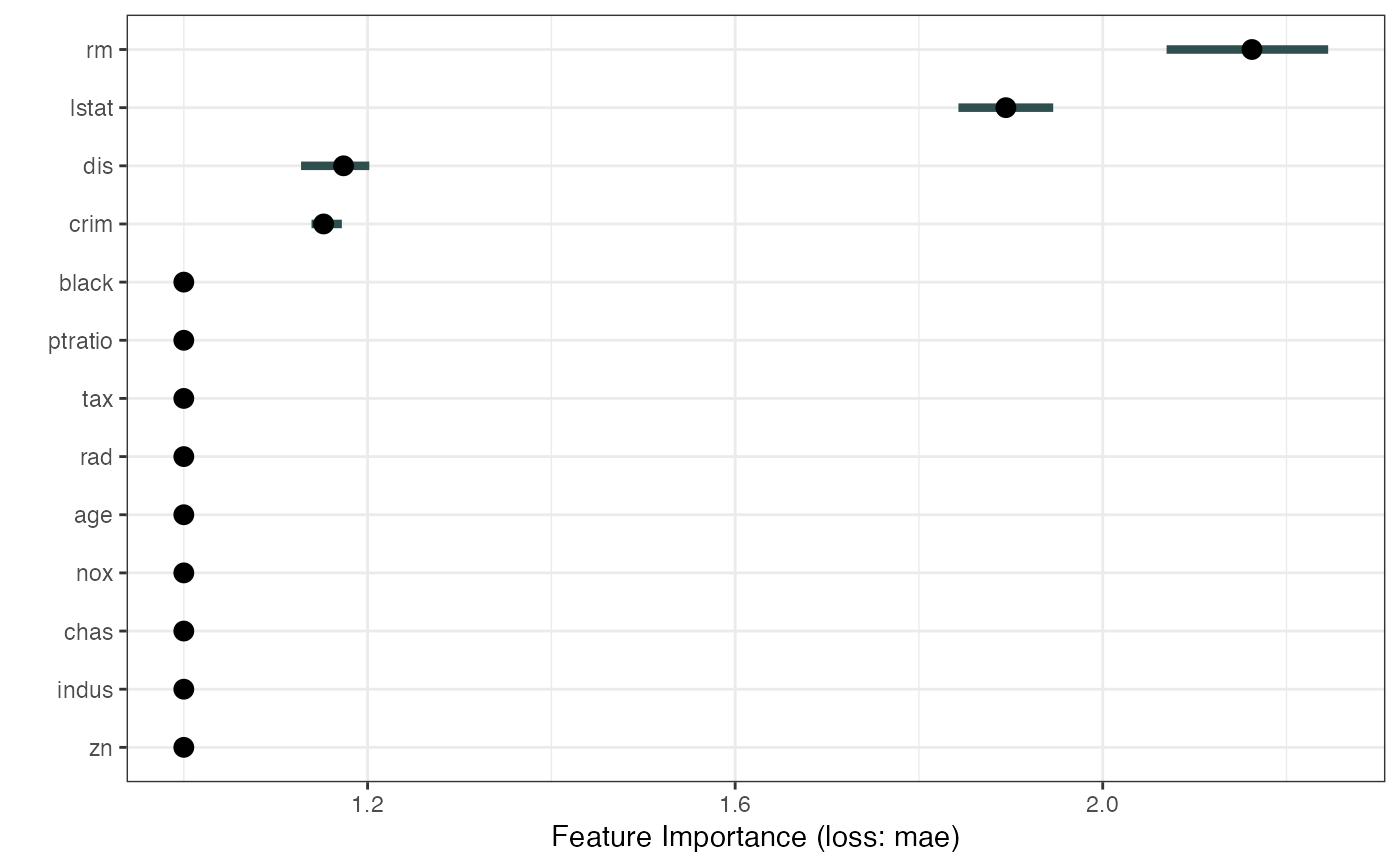 rm
lstat
dis
crim
black
ptratio
tax
rad
age
nox
chas
indus
zn
1.2 1.6 2.0
Feature Importance (loss: mae)